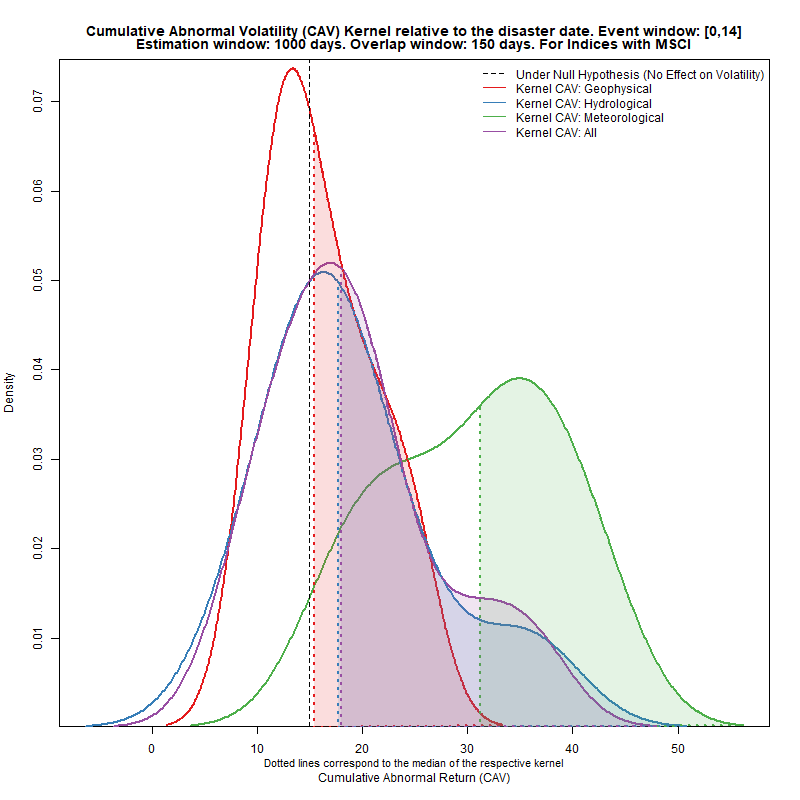 Cumulative Abnormal Volatility (CAV) Kernel relative to the disaster date. Event window: [0,14]
Estimation window: 1000 days. Overlap window: 150 days. For Indices with MSCI
Under Null Hypothesis (No Effect on Volatility)
Kernel CAV: Geophysical
Kernel CAV: Hydrological
Kernel CAV: Meteorological
Kernel CAV: All
Density
0.07
0.06
0.05
0.04
0.03
0.02
0.01
0 10 20 30 40 50
Dotted lines correspond to the median of the respective kernel
Cumulative Abnormal Return (CAV)